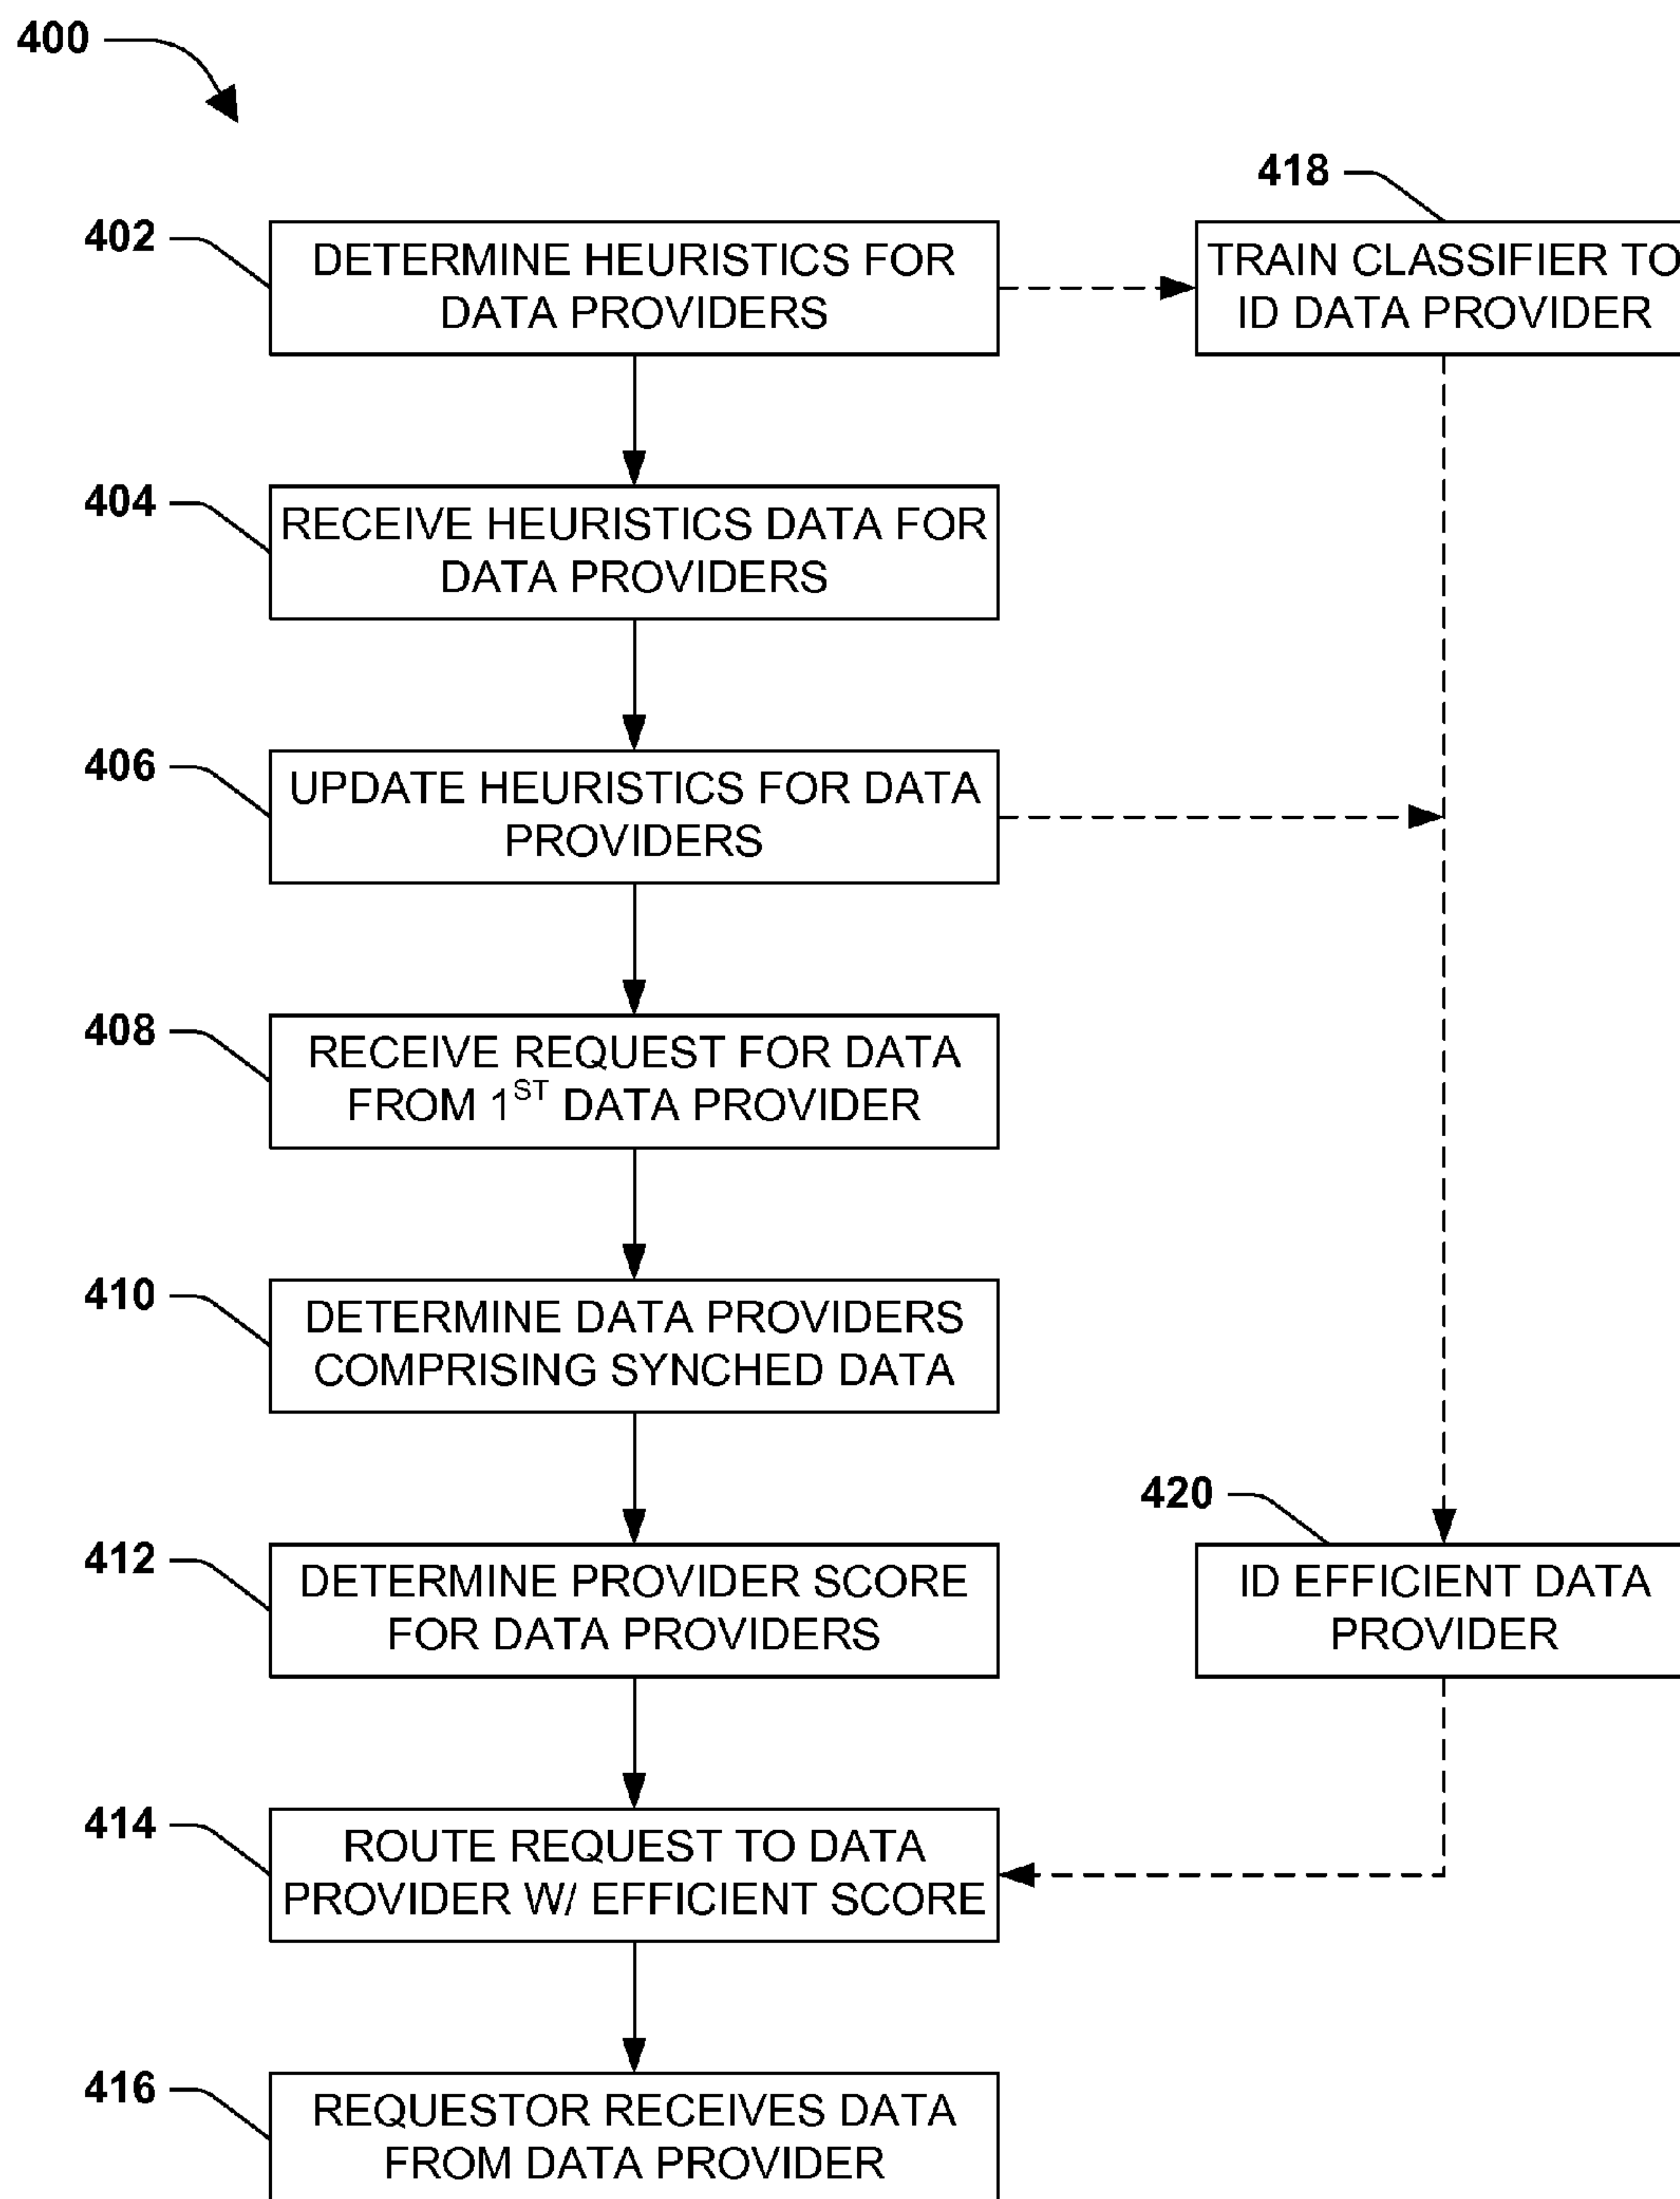 400
418
402
DETERMINE HEURISTICS FOR
DATA PROVIDERS
TRAIN CLASSIFIER TO
ID DATA PROVIDER
404
RECEIVE HEURISTICS DATA FOR
DATA PROVIDERS
406
UPDATE HEURISTICS FOR DATA
PROVIDERS
408
RECEIVE REQUEST FOR DATA
FROM 1ST DATA PROVIDER
410
DETERMINE DATA PROVIDERS
COMPRISING SYNCHED DATA
412
DETERMINE PROVIDER SCORE
FOR DATA PROVIDERS
420
ID EFFICIENT DATA
PROVIDER
414
ROUTE REQUEST TO DATA
PROVIDER W/ EFFICIENT SCORE
416
REQUESTOR RECEIVES DATA
FROM DATA PROVIDER